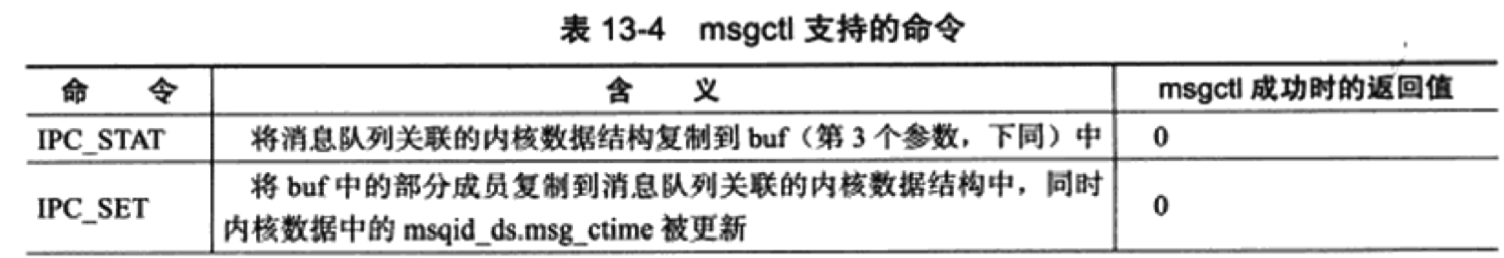 表 13-4 msgctl 支持的命令
命 令 含 义 msgctl 成功时的返回值
IPC_STAT 将消息队列关联的内核数据结构复制到 buf（第 3 个参数，下同）中 0
将 buf 中的部分成员复制到消息队列关联的内核数据结构中，同时
IPC_SET 0
内核数据中的 msqid_ds.msg_ctime 被更新